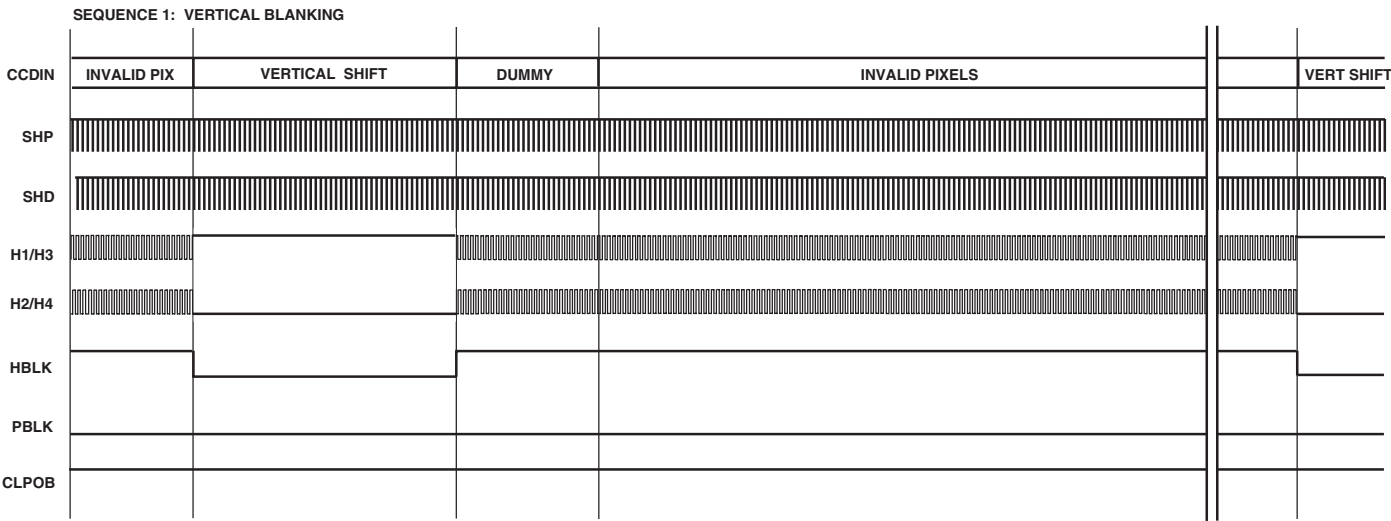 SEQUENCE 1: VERTICAL BLANKING
CCDIN INVALID PIX VERTICAL SHIFT DUMMY INVALID PIXELS VERT SHIFT
SHP
SHD
H1/H3
H2/H4
HBLK
PBLK
CLPOB